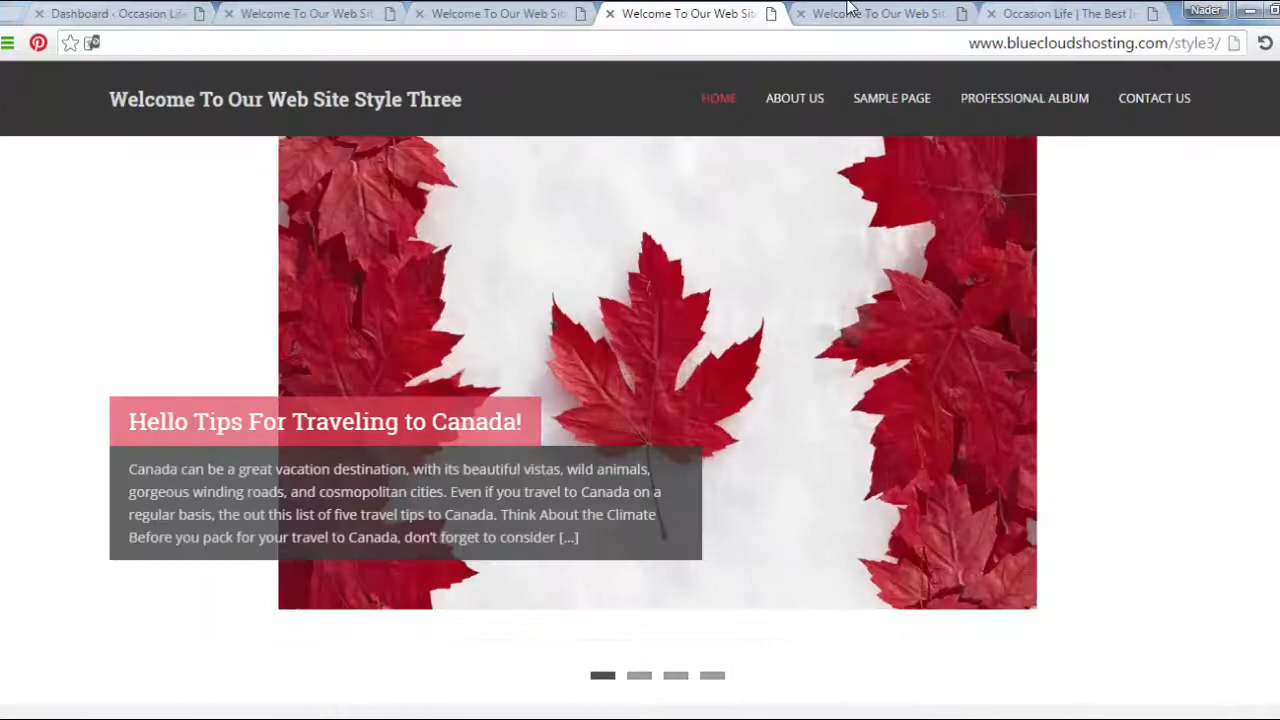 Dashboard ‹ Occasion Life
Welcome To Our Web Sit
Welcome To Our Web Sit
Welcome To Our Web Sit
Welcome To Our Web Sit
Occasion Life | The Best I
Nader
www.bluecloudshosting.com/style3/
Welcome To Our Web Site Style Three
HOME
ABOUT US
SAMPLE PAGE
PROFESSIONAL ALBUM
CONTACT US
Hello Tips For Traveling to Canada!
Canada can be a great vacation destination, with its beautiful vistas, wild animals,
gorgeous winding roads, and cosmopolitan cities. Even if you travel to Canada on a
regular basis, the out this list of five travel tips to Canada. Think About the Climate
Before you pack for your travel to Canada, don't forget to consider [...]